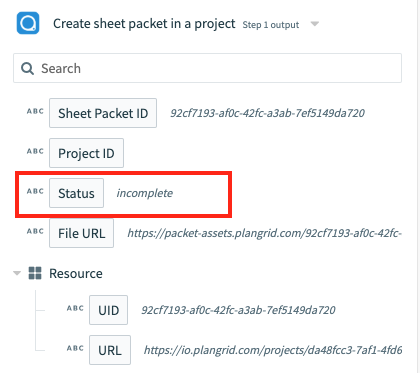 Create sheet packet in a project Step 1 output
Search
ABC Sheet Packet ID 92cf7193-af0c-42fc-a3ab-7ef5149da720
ABC Project ID
ABC Status incomplete
ABC File URL https://packet-assets.plangrid.com/92cf7193-af0c-42fc-
Resource
ABC UID 92cf7193-af0c-42fc-a3ab-7ef5149da720
ABC URL https://io.plangrid.com/projects/da48fcc3-7af1-4fd6